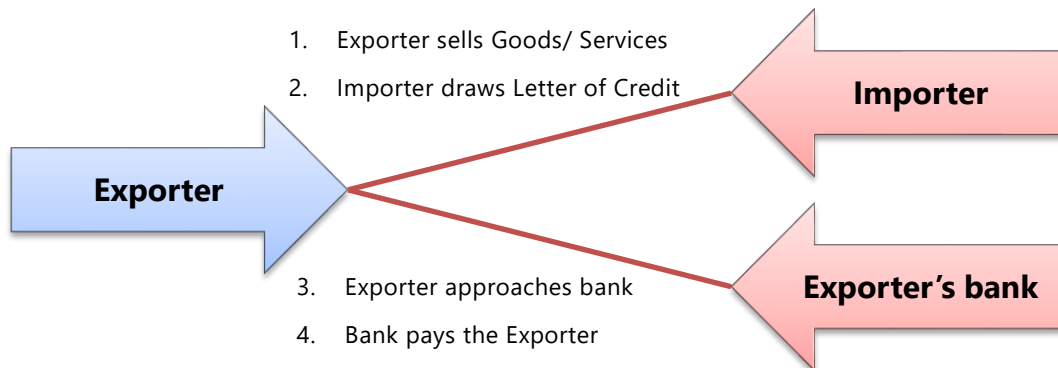 1. Exporter sells Goods/ Services
2. Importer draws Letter of Credit
Importer
Exporter
3. Exporter approaches bank
4. Bank pays the Exporter
Exporter’s bank